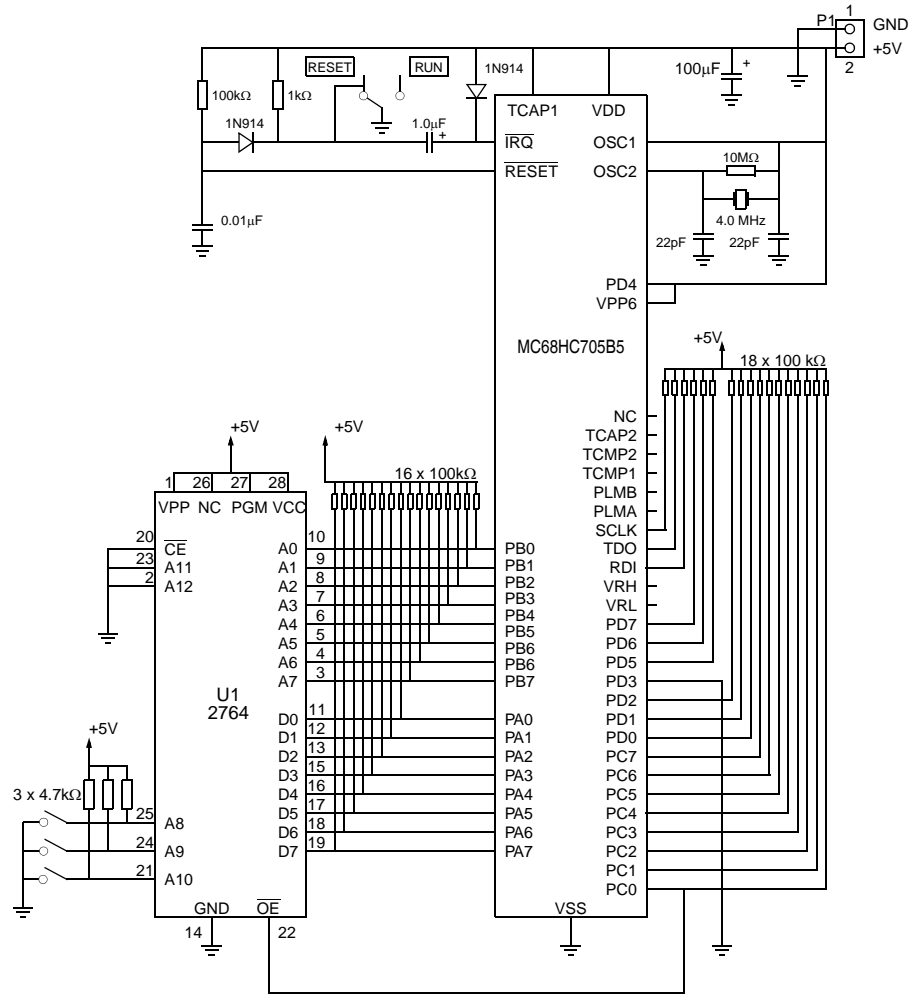 P1
1
GND
+5V
2
RESET
RUN
1N914
100µF
+
100kΩ
1kΩ
1N914
1.0µF
+
TCAP1
VDD
IRQ
OSC1
RESET
OSC2
10MΩ
4.0 MHz
22pF
22pF
0.01µF
PD4
VPP6
MC68HC705B5
+5V
18 x 100 kΩ
NC
TCAP2
TCMP2
TCMP1
PLMB
PLMA
SCLK
TDO
RDI
VRH
VRL
PD7
PD6
PD5
PD3
PD2
PD1
PD0
PC7
PC6
PC5
PC4
PC3
PC2
PC1
PC0
VSS
+5V
+5V
16 x 100kΩ
1 26 27 28
VPP NC PGM VCC
20 CE
23 A11
2 A12
A0 10 PB0
A1 9 PB1
A2 8 PB2
A3 7 PB3
A4 6 PB4
A5 5 PB5
A6 4 PB6
A7 3 PB6
PB7
U1
2764
D0 11 PA0
D1 12 PA1
D2 13 PA2
D3 15 PA3
D4 16 PA4
D5 17 PA5
D6 18 PA6
D7 19 PA7
+5V
3 x 4.7kΩ
25 A8
24 A9
21 A10
GND OE
14 22